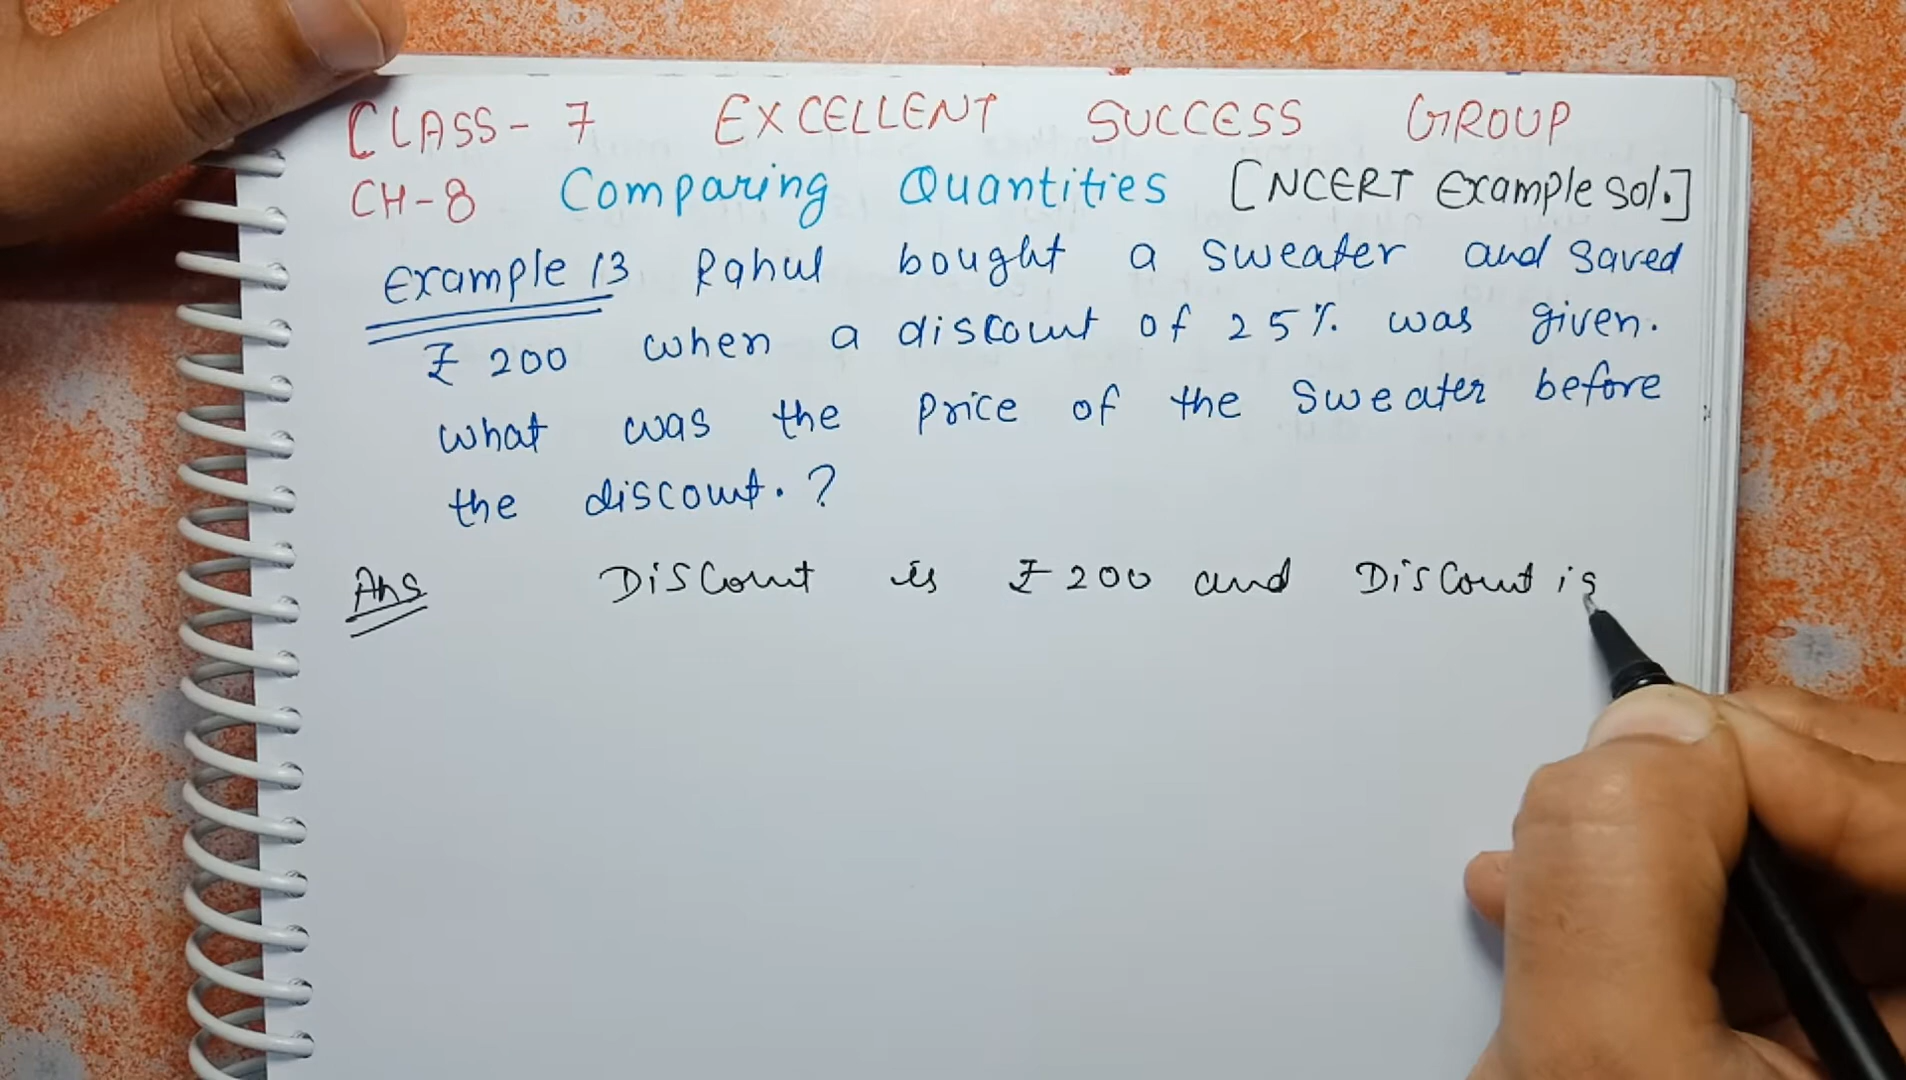 CLASS-7 EXCELLENT SUCCESS GROUP
CH-8 Comparing Quantities [NCERT Example Sol.]
Example 13 Rahul bought a sweater and saved
₹ 200 when a discount of 25% was given.
what was the price of the sweater before
the discount.?
Ans Discount is ₹ 200 and Discount is